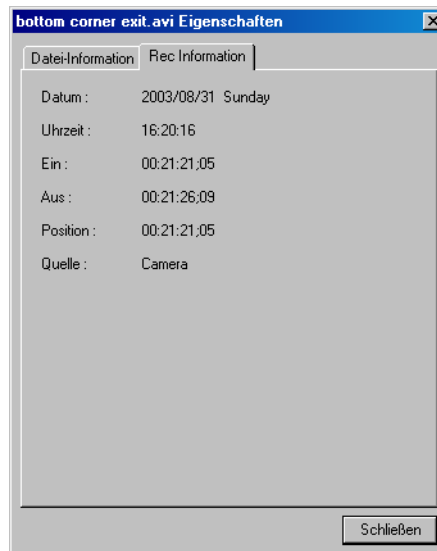 bottom corner exit.avi Eigenschaften
Datei-Information Rec Information
Datum : 2003/08/31 Sunday
Uhrzeit : 16:20:16
Ein : 00:21:21;05
Aus : 00:21:26;09
Position : 00:21:21;05
Quelle : Camera
Schließen